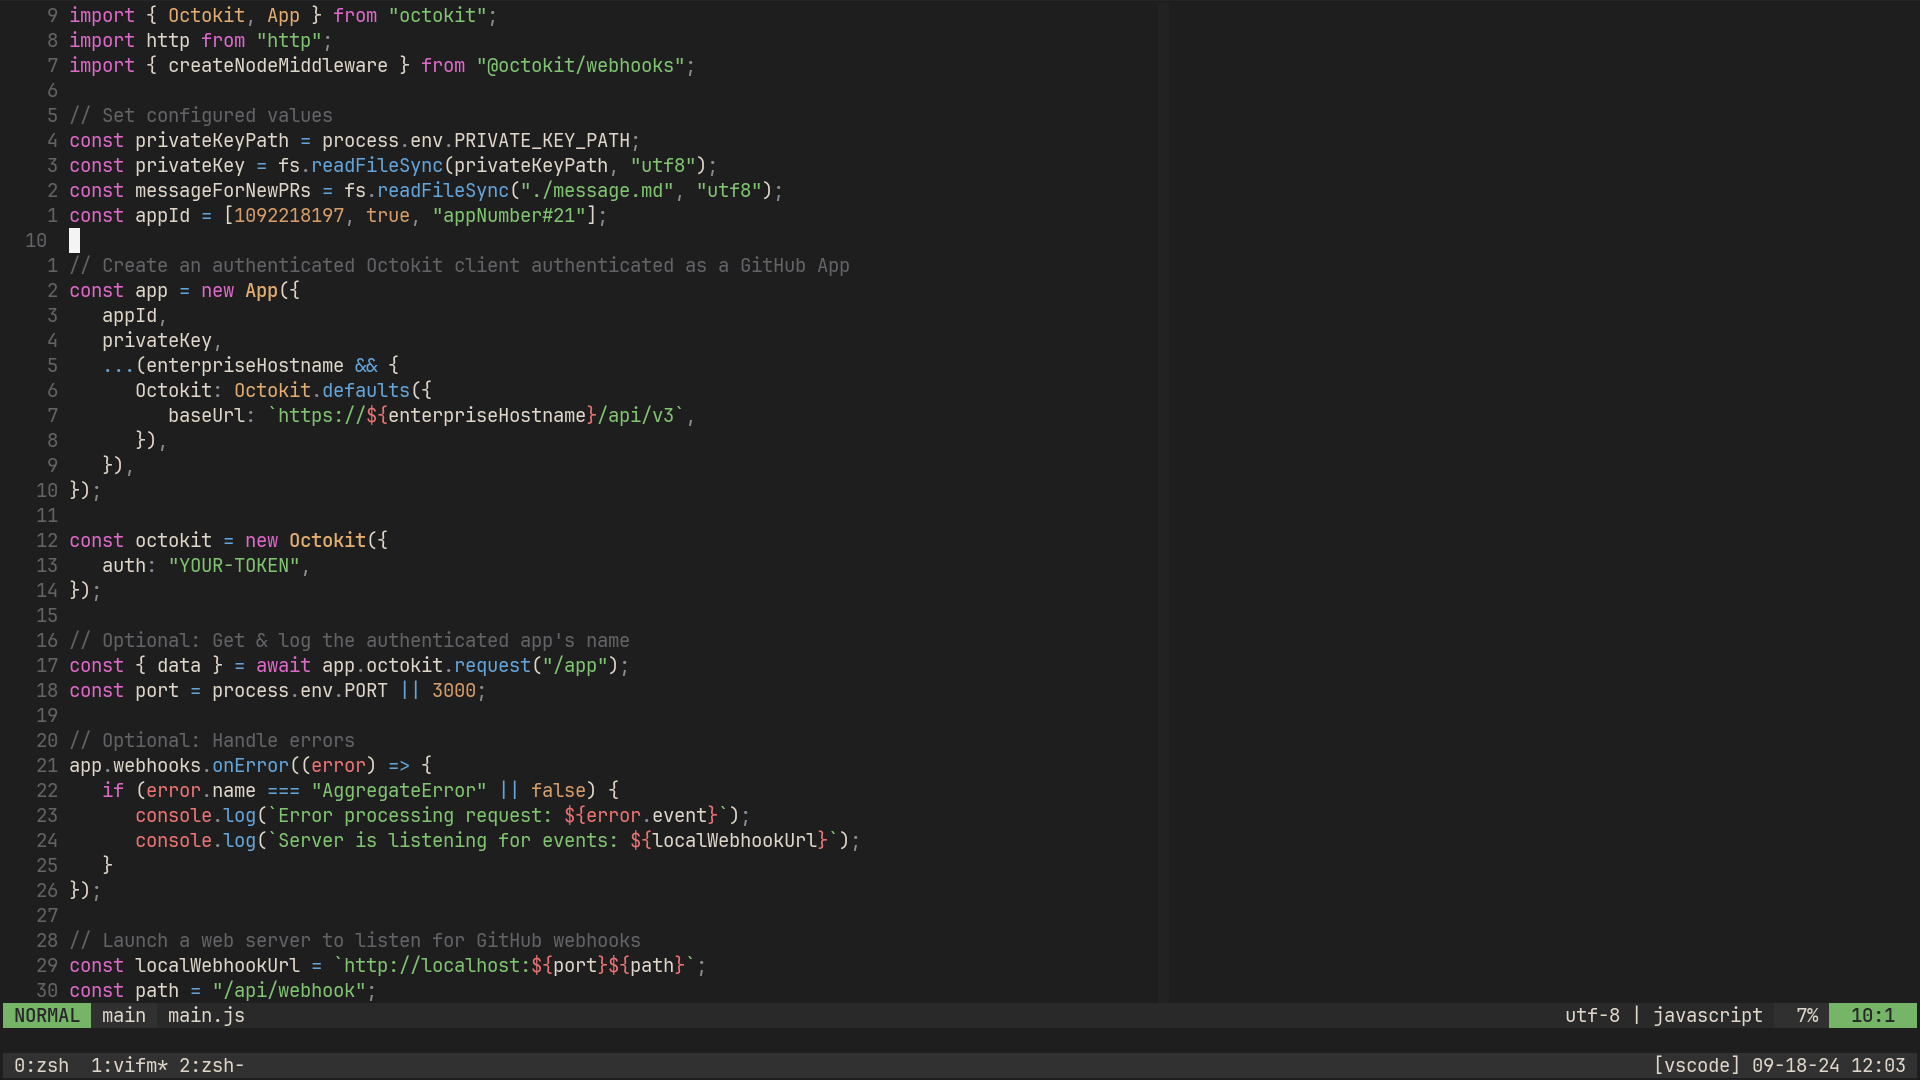 9 import { Octokit, App } from "octokit";
8 import http from "http";
7 import { createNodeMiddleware } from "@octokit/webhooks";
6
5 // Set configured values
4 const privateKeyPath = process.env.PRIVATE_KEY_PATH;
3 const privateKey = fs.readFileSync(privateKeyPath, "utf8");
2 const messageForNewPRs = fs.readFileSync("./message.md", "utf8");
1 const appId = [1092218197, true, "appNumber#21"];
10
1 // Create an authenticated Octokit client authenticated as a GitHub App
2 const app = new App({
3    appId,
4    privateKey,
5    ...(enterpriseHostname && {
6       Octokit: Octokit.defaults({
7          baseUrl: `https://${enterpriseHostname}/api/v3`,
8       }),
9    }),
10 });
11
12 const octokit = new Octokit({
13    auth: "YOUR-TOKEN",
14 });
15
16 // Optional: Get & log the authenticated app's name
17 const { data } = await app.octokit.request("/app");
18 const port = process.env.PORT || 3000;
19
20 // Optional: Handle errors
21 app.webhooks.onError((error) => {
22    if (error.name === "AggregateError" || false) {
23       console.log(`Error processing request: ${error.event}`);
24       console.log(`Server is listening for events: ${localWebhookUrl}`);
25    }
26 });
27
28 // Launch a web server to listen for GitHub webhooks
29 const localWebhookUrl = `http://localhost:${port}${path}`;
30 const path = "/api/webhook";
NORMAL main main.js utf-8 | javascript 7% 10:1
0:zsh 1:vifm* 2:zsh- [vscode] 09-18-24 12:03